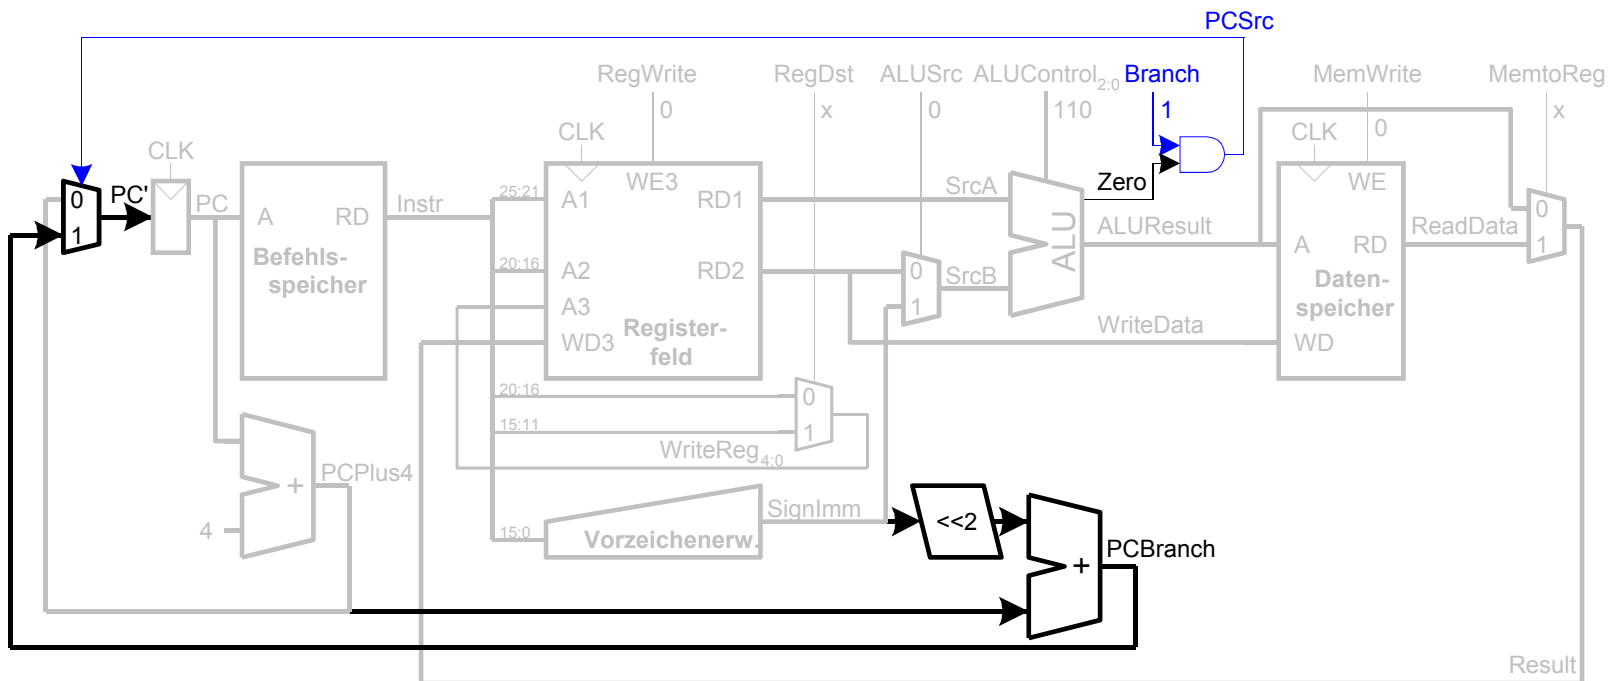 PCSrc
RegWrite
RegDst
ALUSrc
ALUControl2:0
Branch
MemWrite
MemtoReg
0
x
0
110
1
0
x
CLK
CLK
CLK
0
1
PC'
PC
A
RD
Befehls-
speicher
Instr
25:21
A1
WE3
RD1
SrcA
Zero
WE
20:16
A2
RD2
0
1
SrcB
ALU
ALUResult
A
RD
ReadData
0
1
A3
WD3
Register-
feld
WriteData
Daten-
speicher
WD
20:16
15:11
0
1
WriteReg4:0
PCPlus4
+
4
15:0
Vorzeichenerw.
SignImm
<<2
+
PCBranch
Result